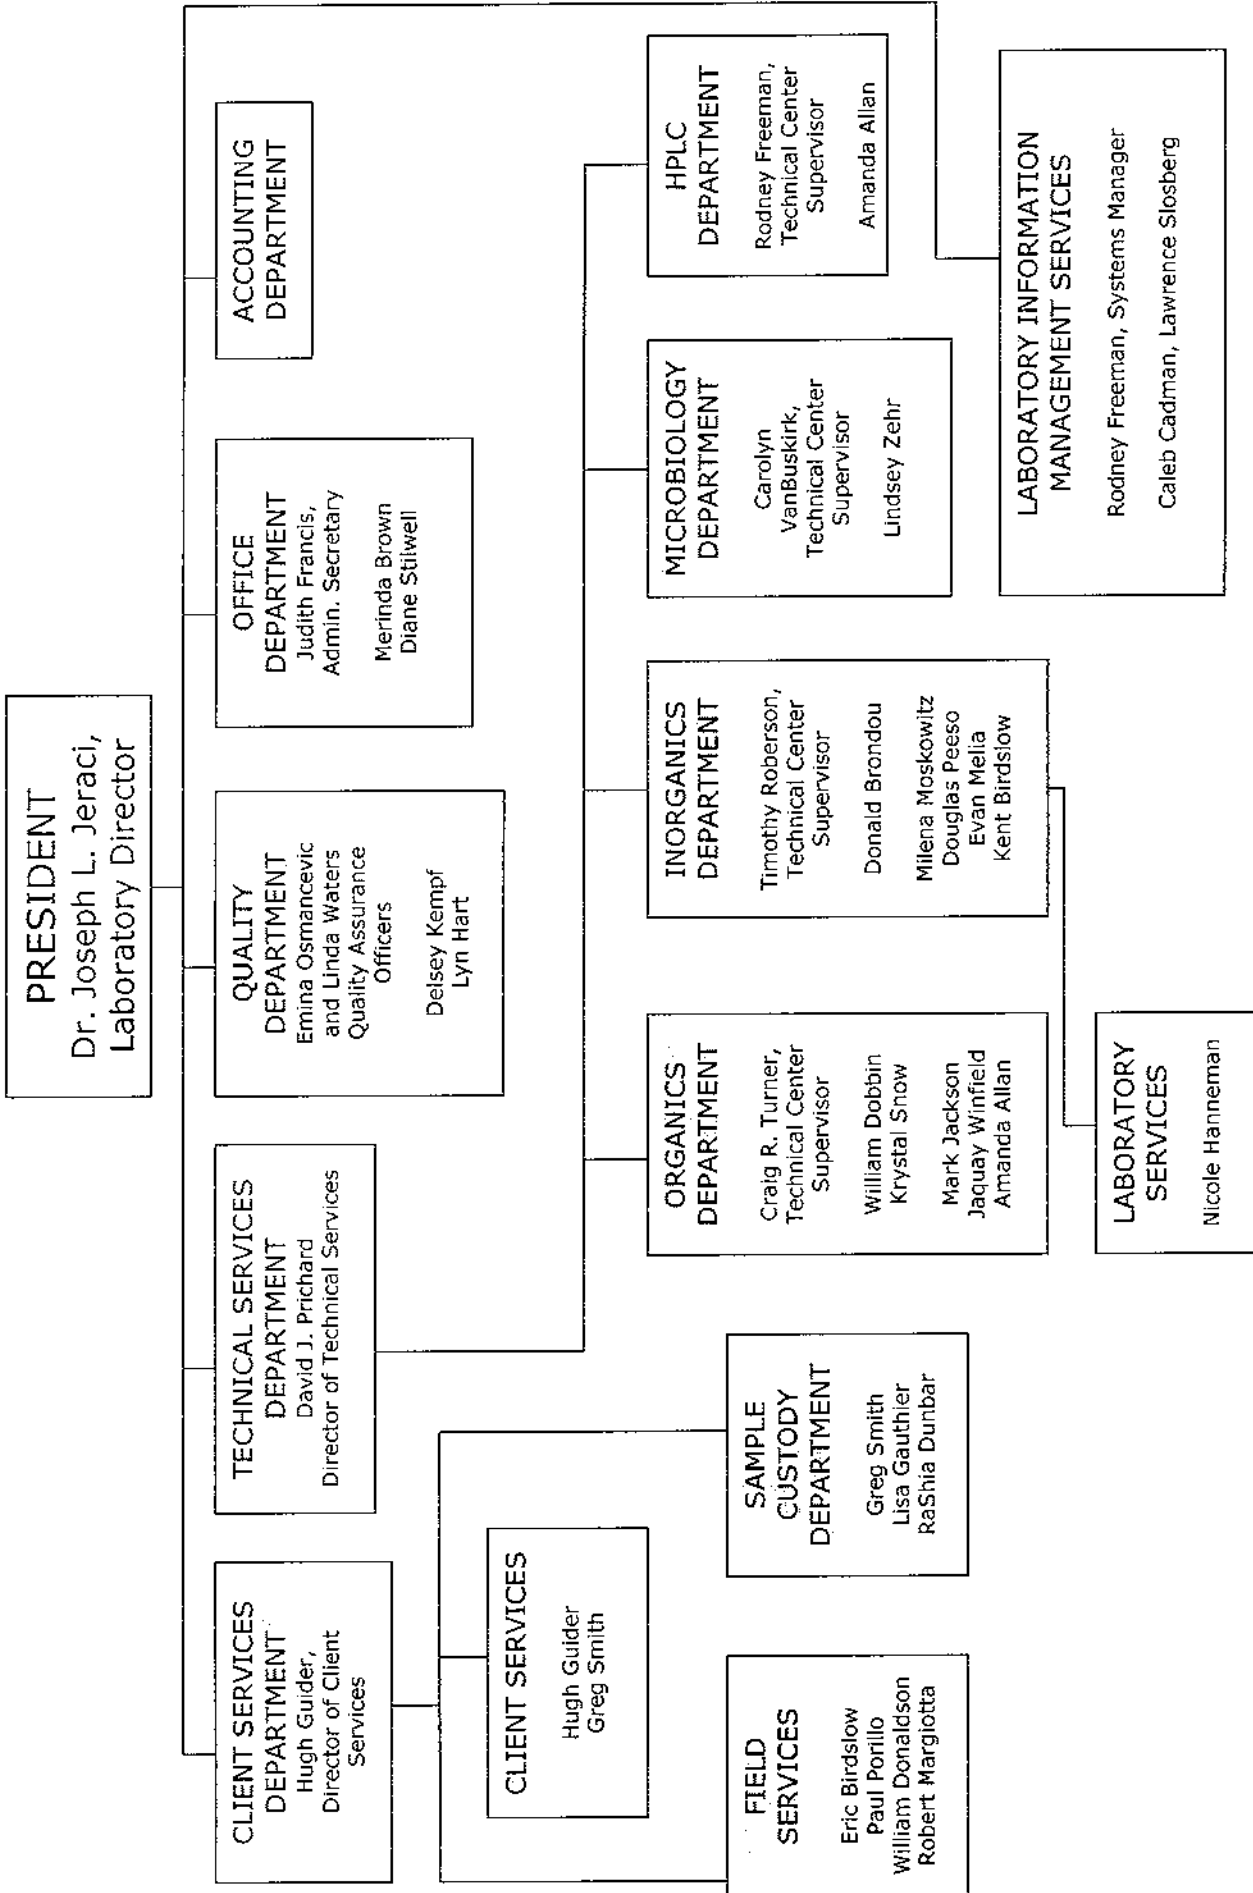 PRESIDENT
Dr. Joseph L. Jeraci,
Laboratory Director
CLIENT SERVICES
DEPARTMENT
Hugh Guider,
Director of Client
Services
TECHNICAL SERVICES
DEPARTMENT
David J. Prichard
Director of Technical Services
QUALITY
DEPARTMENT
Emina Osmancevic
and Linda Waters
Quality Assurance
Officers
Delsey Kempf
Lyn Hart
OFFICE
DEPARTMENT
Judith Francis,
Admin. Secretary
Merinda Brown
Diane Stilwell
ACCOUNTING
DEPARTMENT
CLIENT SERVICES
Hugh Guider
Greg Smith
FIELD
SERVICES
Eric Birdslow
Paul Porillo
William Donaldson
Robert Margiotta
SAMPLE
CUSTODY
DEPARTMENT
Greg Smith
Lisa Gauthier
RaShia Dunbar
ORGANICS
DEPARTMENT
Craig R. Turner,
Technical Center
Supervisor
William Dobbin
Krystal Snow
Mark Jackson
Jaquay Winfield
Amanda Allan
INORGANICS
DEPARTMENT
Timothy Roberson,
Technical Center
Supervisor
Donald Brondou
Milena Moskowitz
Douglas Peeso
Evan Melia
Kent Birdslow
MICROBIOLOGY
DEPARTMENT
Carolyn
VanBuskirk,
Technical Center
Supervisor
Lindsey Zehr
HPLC
DEPARTMENT
Rodney Freeman,
Technical Center
Supervisor
Amanda Allan
LABORATORY
SERVICES
Nicole Hanneman
LABORATORY INFORMATION
MANAGEMENT SERVICES
Rodney Freeman, Systems Manager
Caleb Cadman, Lawrence Slosberg